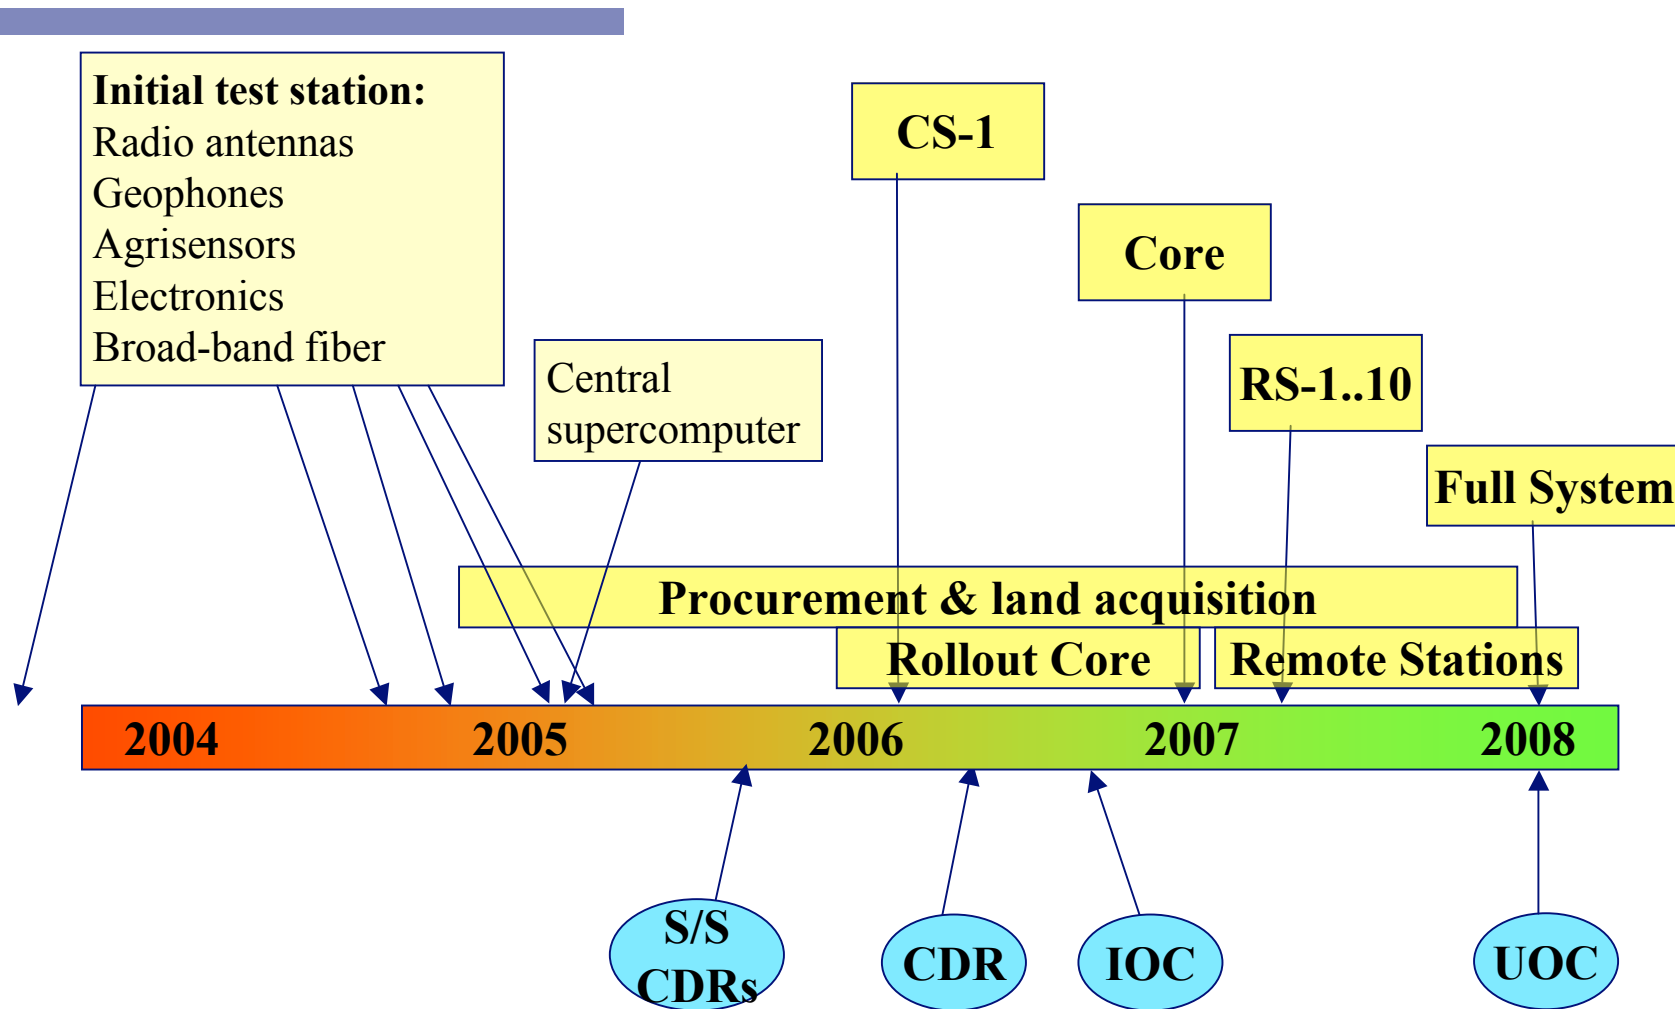 Initial test station:
Radio antennas
Geophones
Agrisensors
Electronics
Broad-band fiber
CS-1
Core
Central
supercomputer
RS-1..10
Full System
Procurement & land acquisition
Rollout Core
Remote Stations
2004
2005
2006
2007
2008
S/S
CDRs
CDR
IOC
UOC